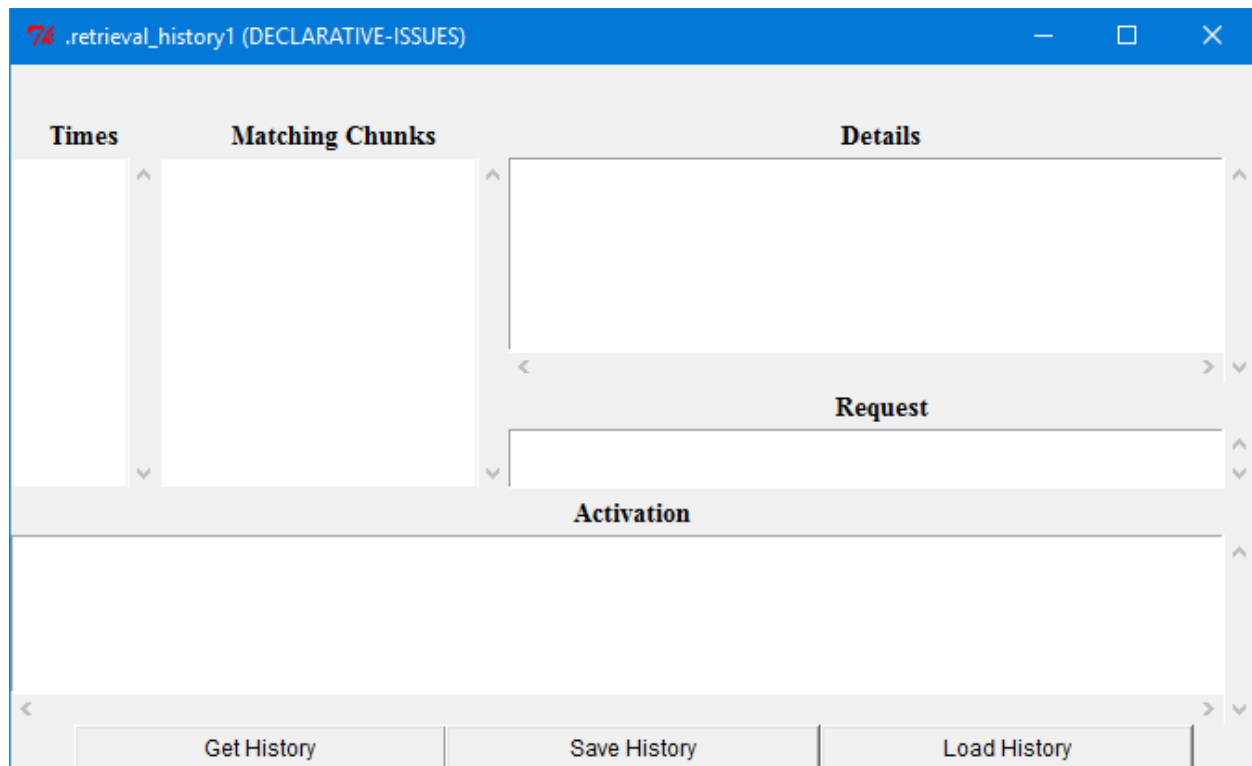 .retrieval_history1 (DECLARATIVE-ISSUES)
Times
Matching Chunks
Details
Request
Activation
Get History
Save History
Load History